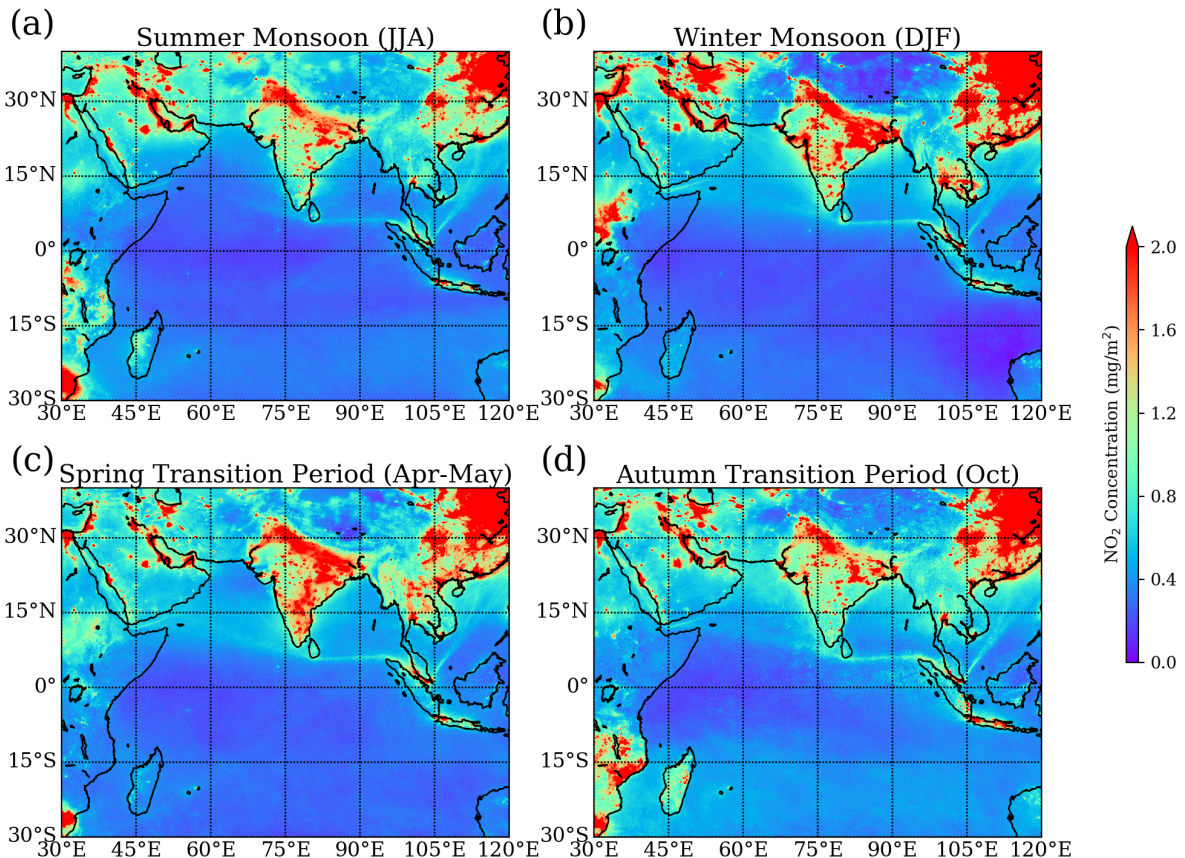 (a)
Summer Monsoon (JJA)
30°N
15°N
0°
15°S
30°S
30°E 45°E 60°E 75°E 90°E 105°E 120°E
(b)
Winter Monsoon (DJF)
30°N
15°N
0°
15°S
30°S
30°E 45°E 60°E 75°E 90°E 105°E 120°E
(c)
Spring Transition Period (Apr-May)
30°N
15°N
0°
15°S
30°S
30°E 45°E 60°E 75°E 90°E 105°E 120°E
(d)
Autumn Transition Period (Oct)
30°N
15°N
0°
15°S
30°S
30°E 45°E 60°E 75°E 90°E 105°E 120°E
NO₂ Concentration (mg/m²)
2.0
1.6
1.2
0.8
0.4
0.0